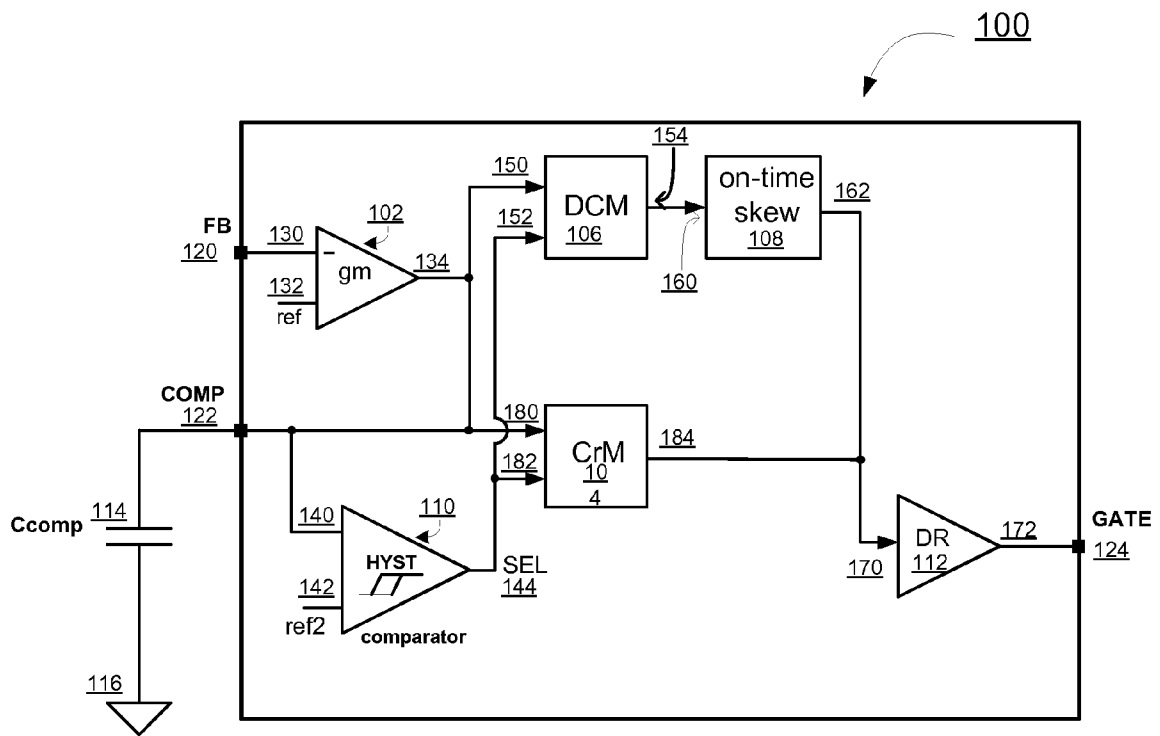 100
154
150
DCM
106
on-time
skew
108
162
152
160
FB
120
130
102
gm
134
132
ref
COMP
122
180
CrM
10
4
184
182
Ccomp
114
140
110
HYST
SEL
144
142
ref2
comparator
DR
112
170
172
GATE
124
116